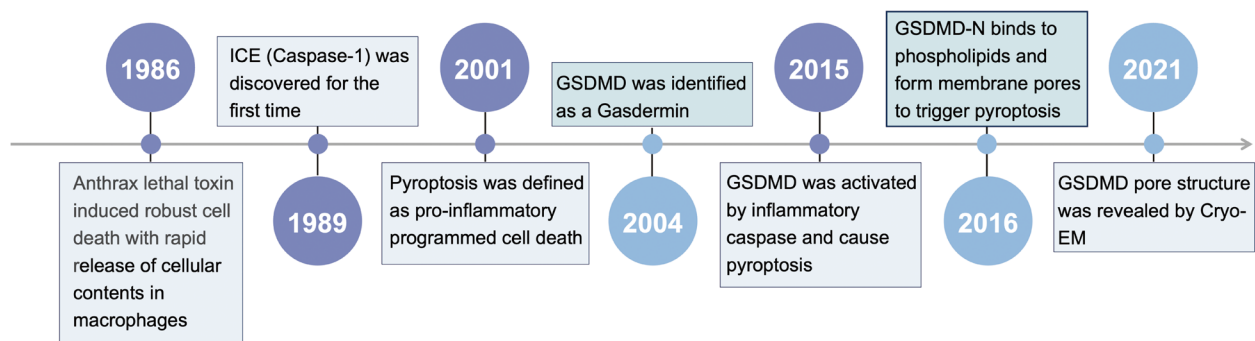 1986
Anthrax lethal toxin
induced robust cell
death with rapid
release of cellular
contents in
macrophages
ICE (Caspase-1) was
discovered for the
first time
1989
2001
Pyroptosis was defined
as pro-inflammatory
programmed cell death
GSDMD was identified
as a Gasdermin
2004
2015
GSDMD was activated
by inflammatory
caspase and cause
pyroptosis
GSDMD-N binds to
phospholipids and
form membrane pores
to trigger pyroptosis
2016
2021
GSDMD pore structure
was revealed by Cryo-
EM